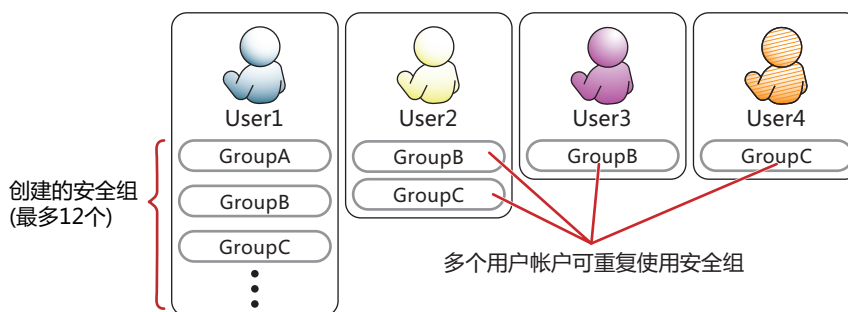 User1
User2
User3
User4
GroupA
GroupB
GroupC
GroupB
GroupC
GroupB
GroupC
创建的安全组
(最多12个)
多个用户帐户可重复使用安全组